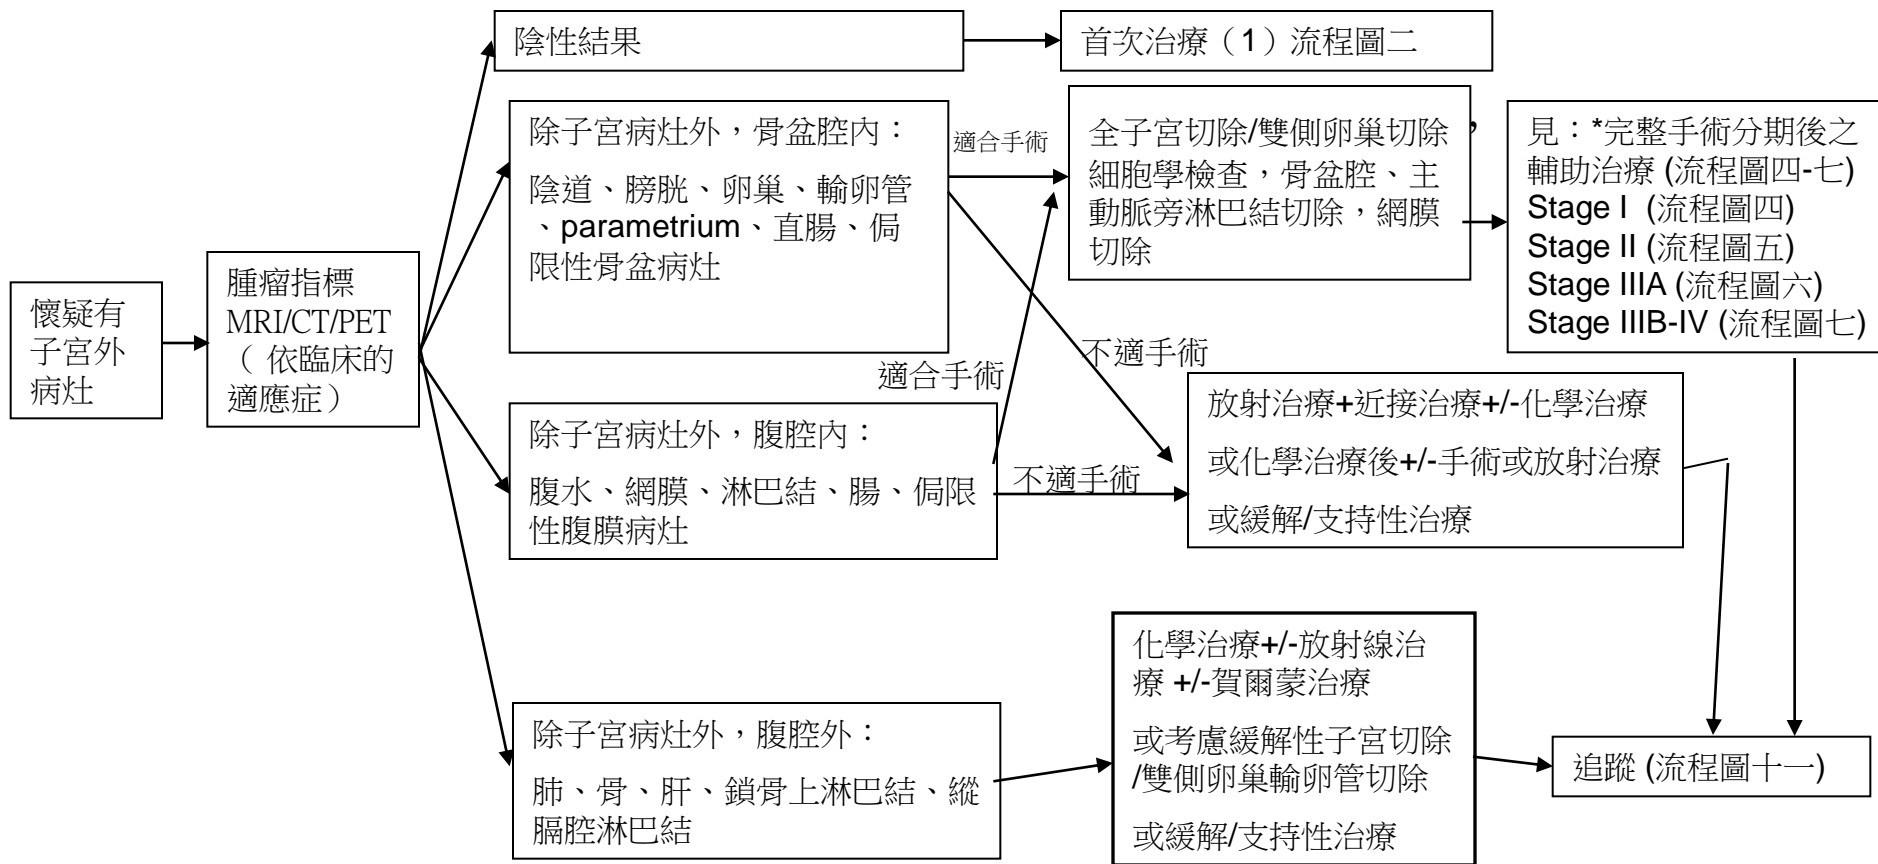 懷疑有
子宮外
病灶
腫瘤指標
MRI/CT/PET
（ 依臨床的
適應症）
陰性結果
首次治療（1）流程圖二
除子宮病灶外，骨盆腔內：
陰道、膀胱、卵巢、輸卵管
、parametrium、直腸、侷
限性骨盆病灶
適合手術
全子宮切除/雙側卵巢切除，
細胞學檢查，骨盆腔、主
動脈旁淋巴結切除，網膜
切除
見：*完整手術分期後之
輔助治療 (流程圖四-七)
Stage I (流程圖四)
Stage II (流程圖五)
Stage IIIA (流程圖六)
Stage IIIB-IV (流程圖七)
不適手術
適合手術
除子宮病灶外，腹腔內：
腹水、網膜、淋巴結、腸、侷限
性腹膜病灶
不適手術
放射治療+近接治療+/-化學治療
或化學治療後+/-手術或放射治療
或緩解/支持性治療
除子宮病灶外，腹腔外：
肺、骨、肝、鎖骨上淋巴結、縱
膈腔淋巴結
化學治療+/-放射線治
療 +/-賀爾蒙治療
或考慮緩解性子宮切除
/雙側卵巢輸卵管切除
或緩解/支持性治療
追蹤 (流程圖十一)